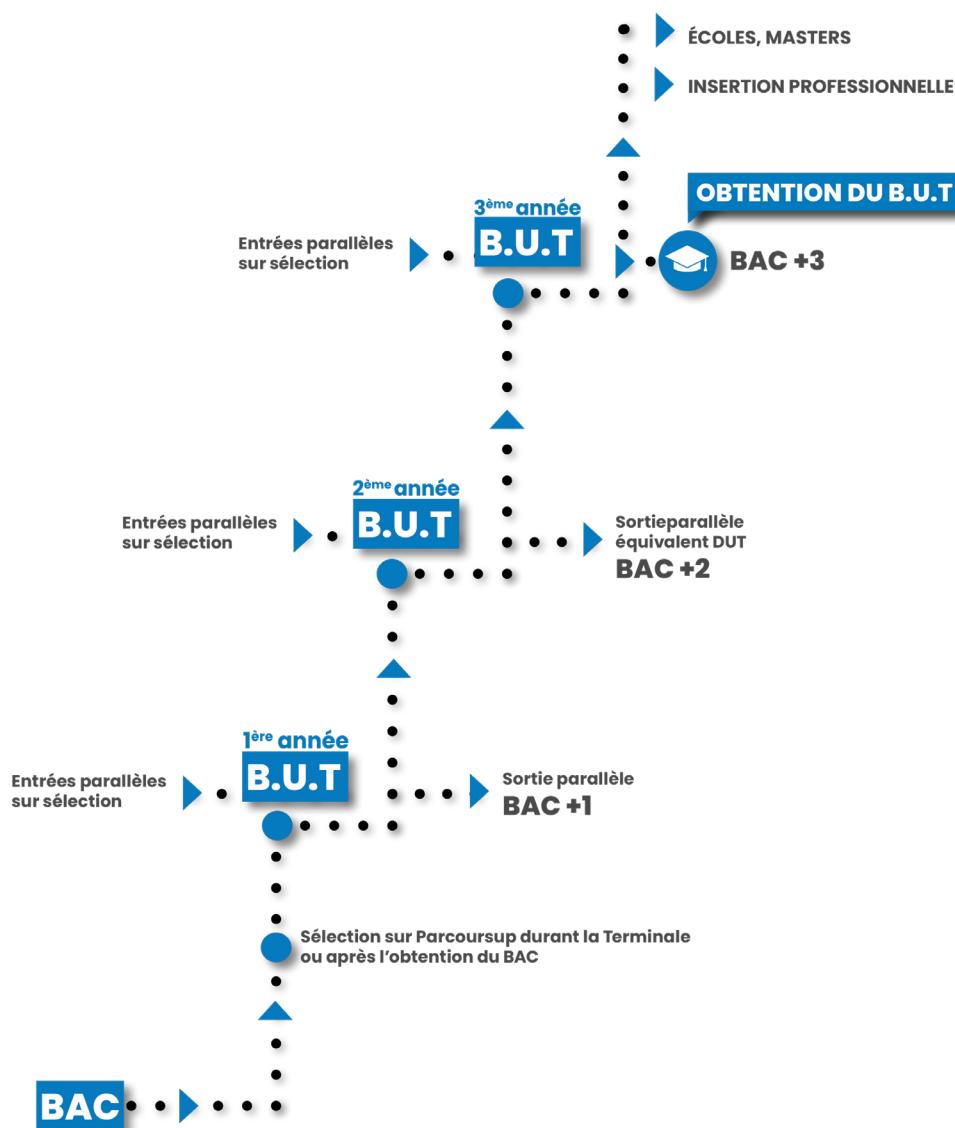 ÉCOLES, MASTERS
INSERTION PROFESSIONNELLE
OBTENTION DU B.U.T
BAC +3
3ème année
B.U.T
Entrées parallèles
sur sélection
2ème année
B.U.T
Entrées parallèles
sur sélection
Sortieparallèle
équivalent DUT
BAC +2
1ère année
B.U.T
Entrées parallèles
sur sélection
Sortie parallèle
BAC +1
Sélection sur Parcoursup durant la Terminale
ou après l'obtention du BAC
BAC